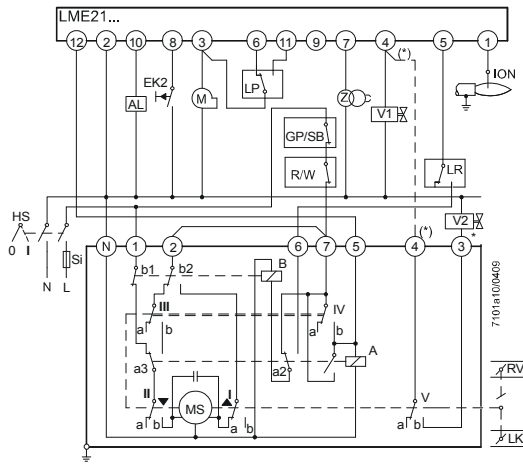 LME21...
12 2 10 8 3 6 11 9 7 4 (*) 5 1
ION
EK2
AL M LP Z V1
GP/SB
R/W
LR
HS
0 I
Si
N L
V2
(*) *
N 1 2 6 7 5 4 3
b1 b2 B
III IV
a b a b
A
a3 a2
II MS I V
a b a b a b
RV
LK
7101a10/0409